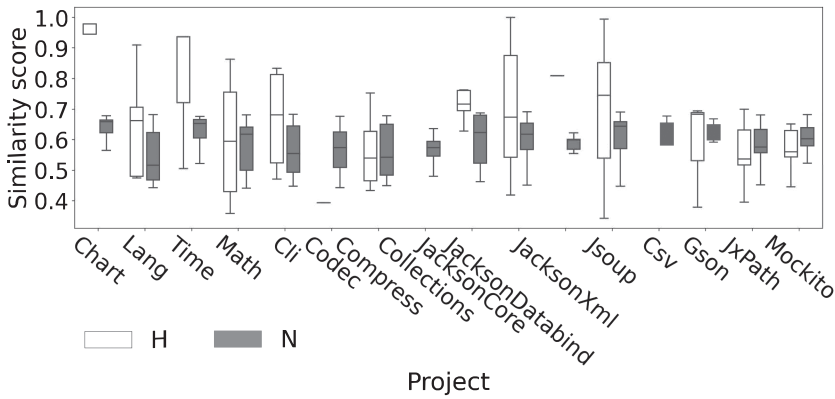 Similarity score
1.0
0.9
0.8
0.7
0.6
0.5
0.4
Chart
Lang
Time
Math
Cli
Codec
Compress
Collections
JacksonCore
JacksonDatabind
JacksonXml
Jsoup
Csv
Gson
JxPath
Mockito
H
N
Project